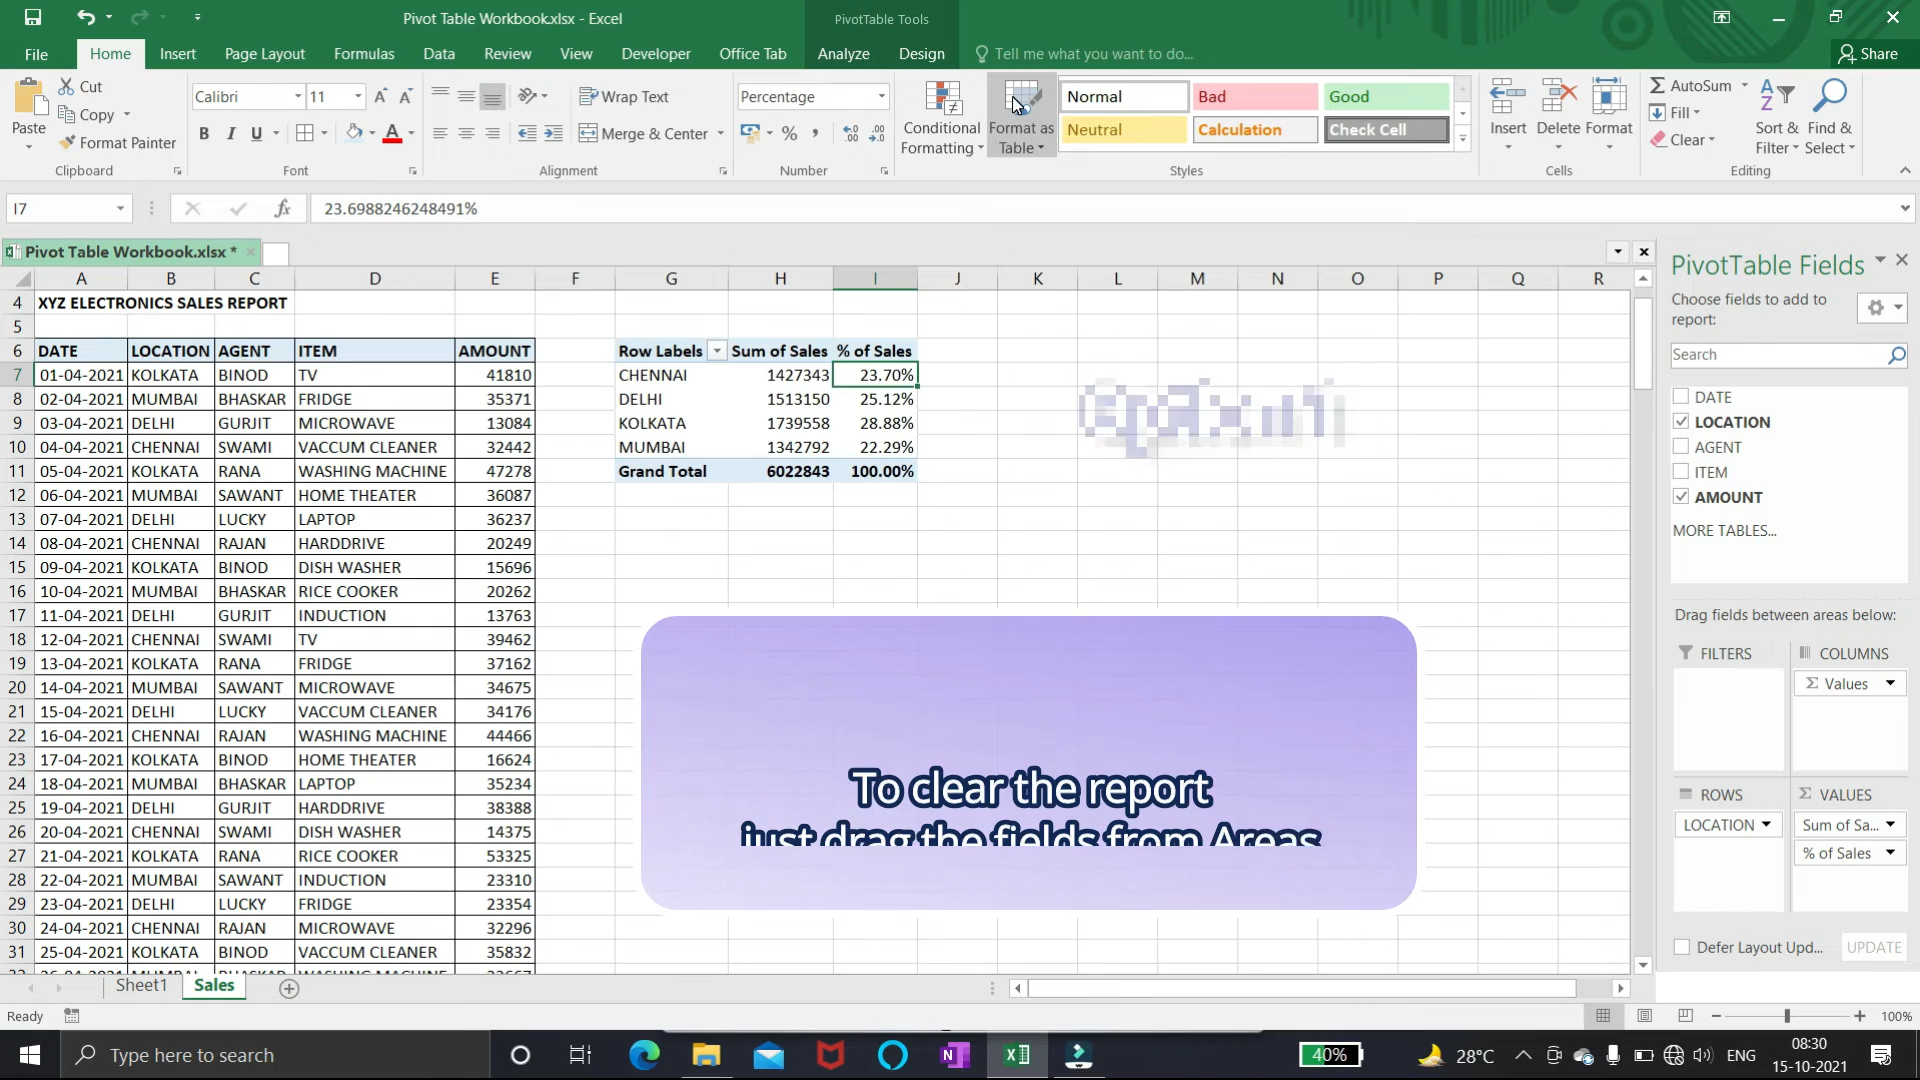 Pivot Table Workbook.xlsx - Excel
PivotTable Tools
File Home Insert Page Layout Formulas Data Review View Developer Office Tab Analyze Design Tell me what you want to do... Share
Paste
Cut
Copy
Format Painter
Clipboard
Calibri 11
B I U
Font
Wrap Text
Merge & Center
Alignment
Percentage
%
Number
Conditional Formatting
Format as Table
Normal Bad Good
Neutral Calculation Check Cell
Styles
Insert Delete Format
Cells
AutoSum
Fill
Clear
Sort & Filter
Find & Select
Editing
I7 fx 23.6988246248491%
Pivot Table Workbook.xlsx *
A B C D E F G H I J K L M N O P Q R
4 XYZ ELECTRONICS SALES REPORT
5
6 DATE LOCATION AGENT ITEM AMOUNT Row Labels Sum of Sales % of Sales
7 01-04-2021 KOLKATA BINOD TV 41810 CHENNAI 1427343 23.70%
8 02-04-2021 MUMBAI BHASKAR FRIDGE 35371 DELHI 1513150 25.12%
9 03-04-2021 DELHI GURJIT MICROWAVE 13084 KOLKATA 1739558 28.88%
10 04-04-2021 CHENNAI SWAMI VACCUM CLEANER 32442 MUMBAI 1342792 22.29%
11 05-04-2021 KOLKATA RANA WASHING MACHINE 47278 Grand Total 6022843 100.00%
12 06-04-2021 MUMBAI SAWANT HOME THEATER 36087
13 07-04-2021 DELHI LUCKY LAPTOP 36237
14 08-04-2021 CHENNAI RAJAN HARDDRIVE 20249
15 09-04-2021 KOLKATA BINOD DISH WASHER 15696
16 10-04-2021 MUMBAI BHASKAR RICE COOKER 20262
17 11-04-2021 DELHI GURJIT INDUCTION 13763
18 12-04-2021 CHENNAI SWAMI TV 39462
19 13-04-2021 KOLKATA RANA FRIDGE 37162
20 14-04-2021 MUMBAI SAWANT MICROWAVE 34675
21 15-04-2021 DELHI LUCKY VACCUM CLEANER 34176
22 16-04-2021 CHENNAI RAJAN WASHING MACHINE 44466
23 17-04-2021 KOLKATA BINOD HOME THEATER 16624
24 18-04-2021 MUMBAI BHASKAR LAPTOP 35234
25 19-04-2021 DELHI GURJIT HARDDRIVE 38388
26 20-04-2021 CHENNAI SWAMI DISH WASHER 14375
27 21-04-2021 KOLKATA RANA RICE COOKER 53325
28 22-04-2021 MUMBAI SAWANT INDUCTION 23310
29 23-04-2021 DELHI LUCKY FRIDGE 23354
30 24-04-2021 CHENNAI RAJAN MICROWAVE 32296
31 25-04-2021 KOLKATA BINOD VACCUM CLEANER 35832
To clear the report
just drag the fields from Areas
PivotTable Fields
Choose fields to add to
report:
Search
DATE
LOCATION
AGENT
ITEM
AMOUNT
MORE TABLES...
Drag fields between areas below:
FILTERS
COLUMNS
Σ Values
ROWS
LOCATION
Σ VALUES
Sum of Sa...
% of Sales
Defer Layout Upd... UPDATE
Sheet1 Sales
Ready
100%
Type here to search
40%
28°C
ENG
08:30
15-10-2021